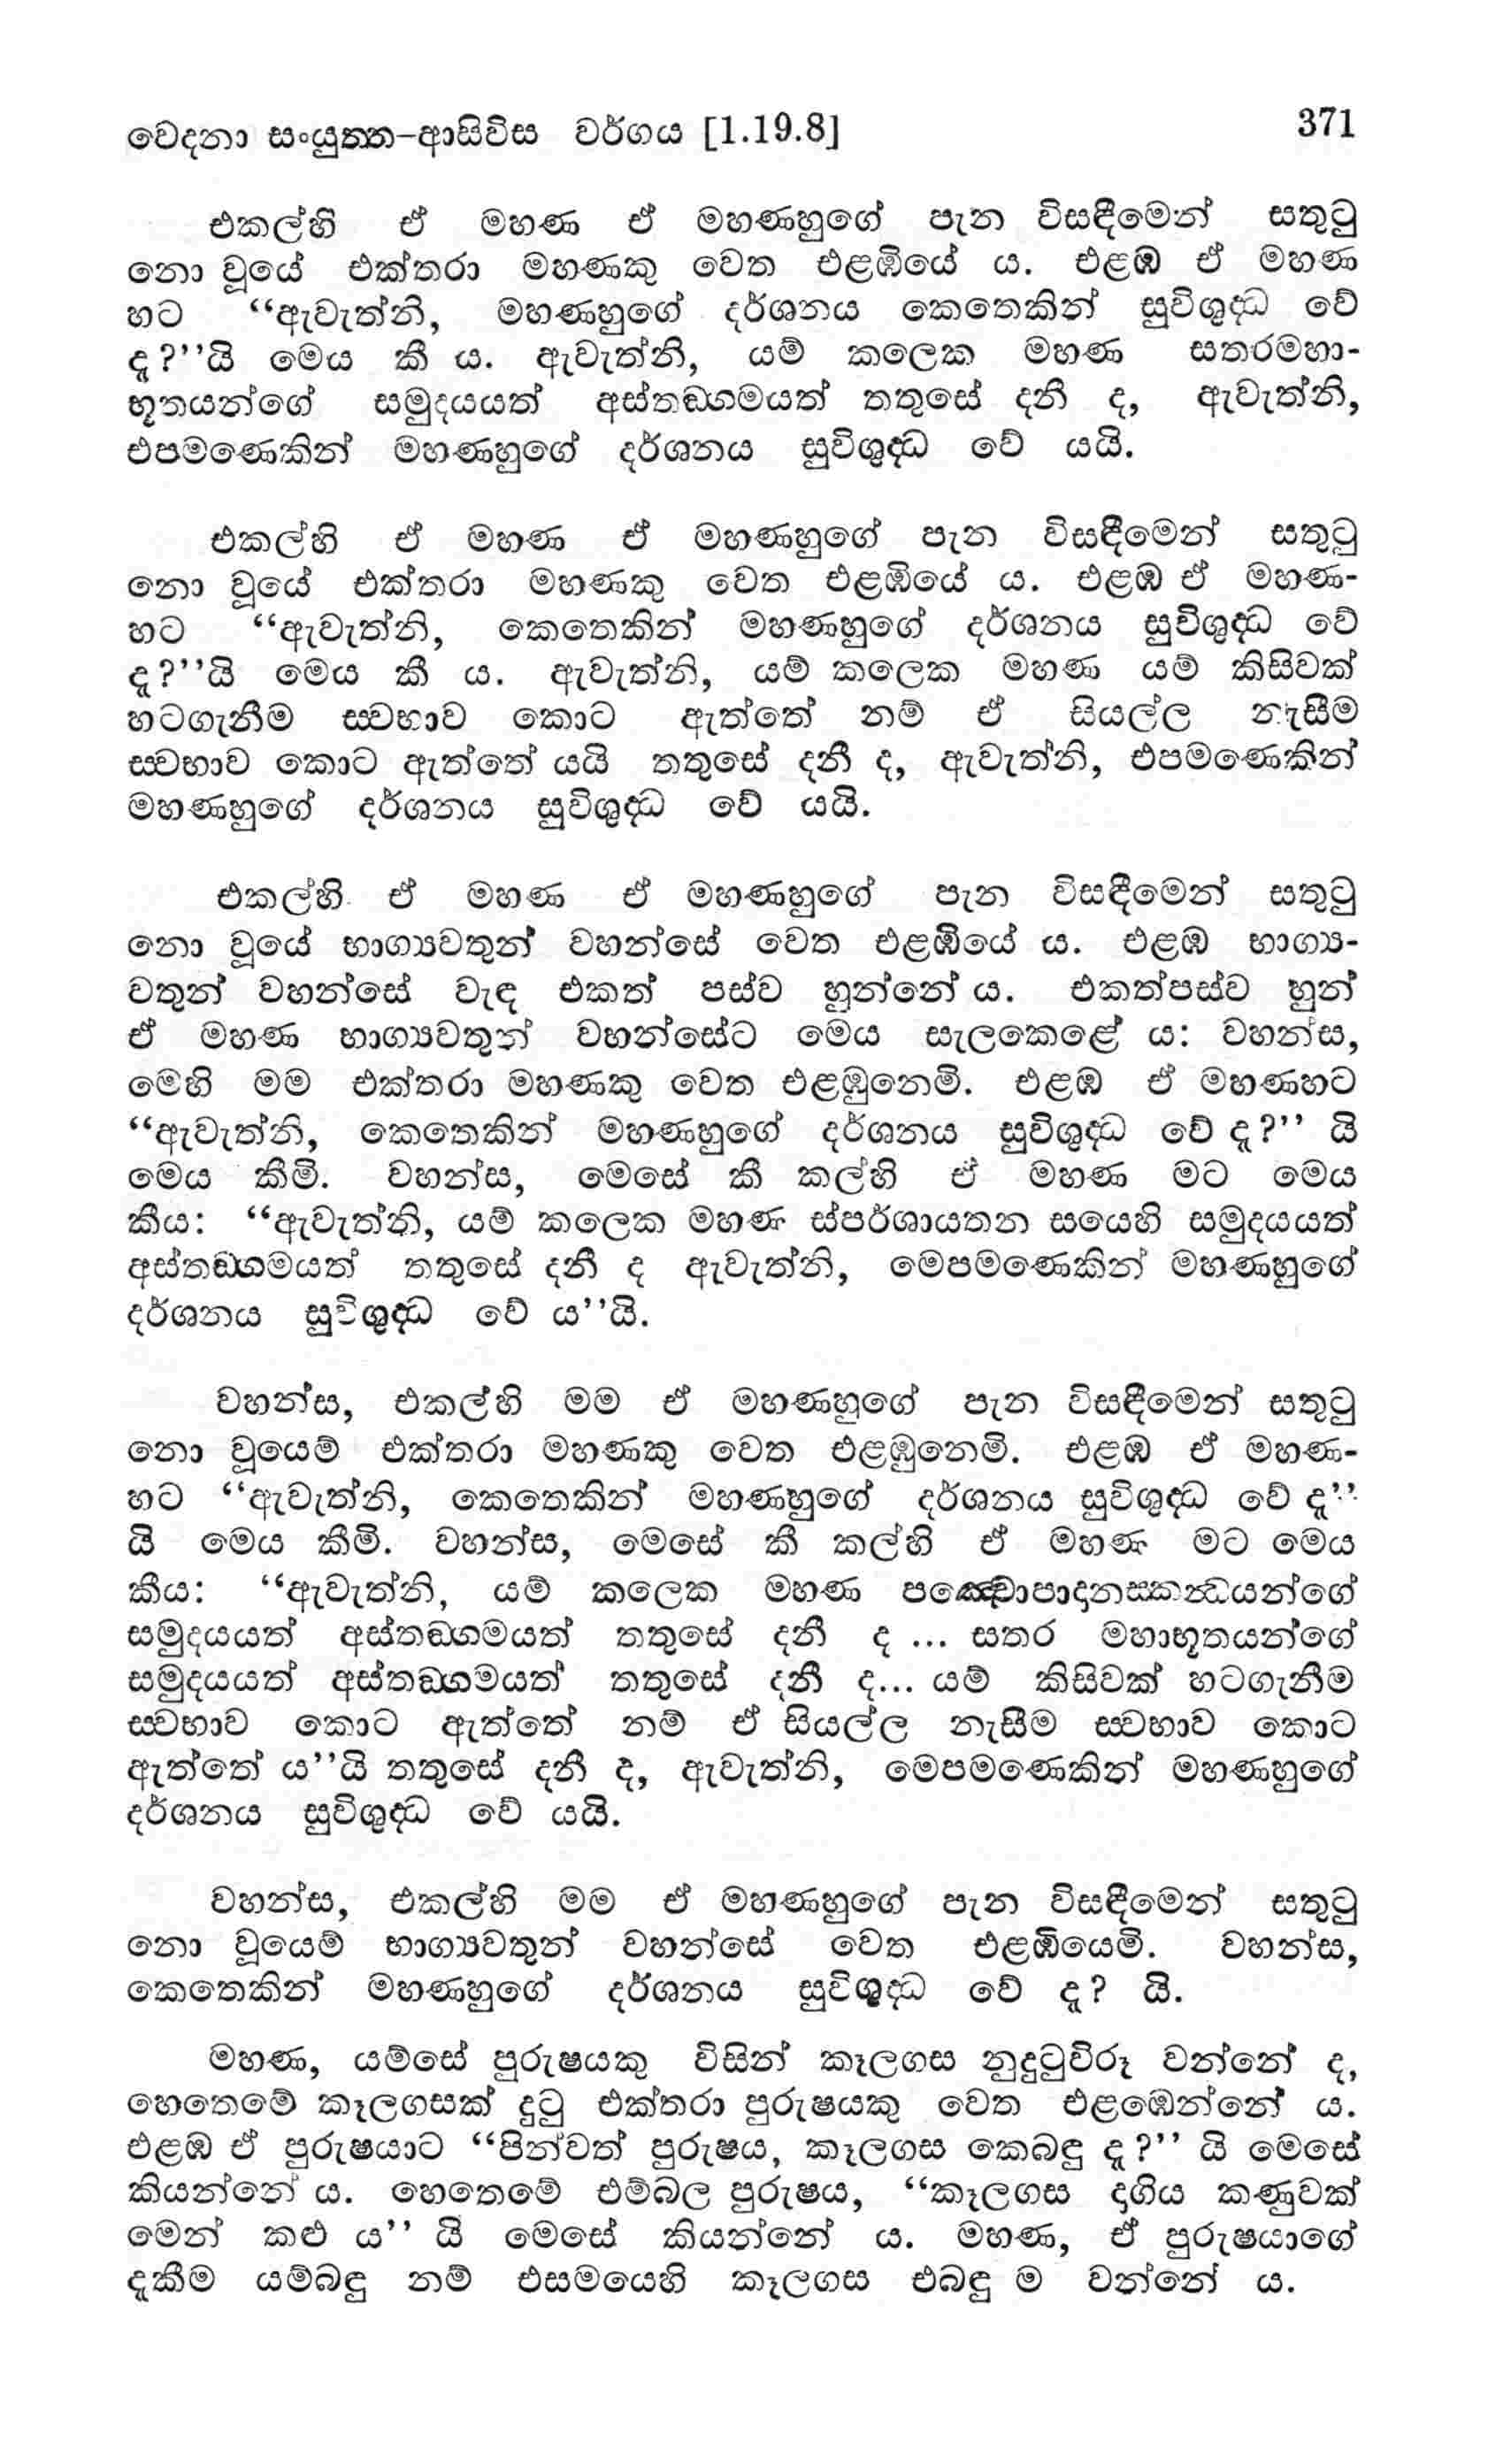 වෙදනා සංයුත්ත–ආසිවිස වර්ගය [1.19.8] 371
එකල්හි ඒ මහණ ඒ මහණහුගේ පැන විසඳීමෙන් සතුටු
නො වූයේ එක්තරා මහණකු වෙත එළඹියේ ය. එළඹ ඒ මහණ
හට “ඇවැත්නි, මහණහුගේ දර්ශනය කෙතෙකින් සුවිශුද්ධ වේ
දැ?”යි මෙය කී ය. ඇවැත්නි, යම් කලෙක මහණ සතරමහා-
භූතයන්ගේ සමුදයයත් අස්තඞ්ගමයත් තතුසේ දනී ද, ඇවැත්නි,
එපමණෙකින් මහණහුගේ දර්ශනය සුවිශුද්ධ වේ යයි.
එකල්හි ඒ මහණ ඒ මහණහුගේ පැන විසඳීමෙන් සතුටු
නො වූයේ එක්තරා මහණකු වෙත එළඹියේ ය. එළඹ ඒ මහණ-
හට “ඇවැත්නි, කෙතෙකින් මහණහුගේ දර්ශනය සුවිශුද්ධ වේ
දැ?”යි මෙය කී ය. ඇවැත්නි, යම් කලෙක මහණ යම් කිසිවක්
හටගැනීම ස්වභාව කොට ඇත්තේ නම් ඒ සියල්ල නැසීම
ස්වභාව කොට ඇත්තේ යයි තතුසේ දනී ද, ඇවැත්නි, එපමණෙකින්
මහණහුගේ දර්ශනය සුවිශුද්ධ වේ යයි.
එකල්හි ඒ මහණ ඒ මහණහුගේ පැන විසඳීමෙන් සතුටු
නො වූයේ භාග්‍යවතුන් වහන්සේ වෙත එළඹියේ ය. එළඹ භාග්‍ය-
වතුන් වහන්සේ වැඳ එකත් පස්ව හුන්නේ ය. එකත්පස්ව හුන්
ඒ මහණ භාග්‍යවතුන් වහන්සේට මෙය සැලකෙළේ ය: වහන්ස,
මෙහි මම එක්තරා මහණකු වෙත එළඹුනෙමි. එළඹ ඒ මහණහට
“ඇවැත්නි, කෙතෙකින් මහණහුගේ දර්ශනය සුවිශුද්ධ වේ දැ?” යි
මෙය කීමි. වහන්ස, මෙසේ කී කල්හි ඒ මහණ මට මෙය
කීය: “ඇවැත්නි, යම් කලෙක මහණ ස්පර්ශායතන සයෙහි සමුදයයත්
අස්තඞ්ගමයත් තතුසේ දනී ද ඇවැත්නි, මෙපමණෙකින් මහණහුගේ
දර්ශනය සුවිශුද්ධ වේ ය”යි.
වහන්ස, එකල්හි මම ඒ මහණහුගේ පැන විසඳීමෙන් සතුටු
නො වූයෙම් එක්තරා මහණකු වෙත එළඹුනෙමි. එළඹ ඒ මහණ-
හට “ඇවැත්නි, කෙතෙකින් මහණහුගේ දර්ශනය සුවිශුද්ධ වේ දැ”
යි මෙය කීමි. වහන්ස, මෙසේ කී කල්හි ඒ මහණ මට මෙය
කීය: “ඇවැත්නි, යම් කලෙක මහණ පඤ්චොපාදානස්කන්ධයන්ගේ
සමුදයයත් අස්තඞ්ගමයත් තතුසේ දනී ද ... සතර මහාභූතයන්ගේ
සමුදයයත් අස්තඞ්ගමයත් තතුසේ දනී ද... යම් කිසිවක් හටගැනීම
ස්වභාව කොට ඇත්තේ නම් ඒ සියල්ල නැසීම ස්වභාව කොට
ඇත්තේ ය”යි තතුසේ දනී ද, ඇවැත්නි, මෙපමණෙකින් මහණහුගේ
දර්ශනය සුවිශුද්ධ වේ යයි.
වහන්ස, එකල්හි මම ඒ මහණහුගේ පැන විසඳීමෙන් සතුටු
නො වූයෙම් භාග්‍යවතුන් වහන්සේ වෙත එළඹියෙමි. වහන්ස,
කෙතෙකින් මහණහුගේ දර්ශනය සුවිශුද්ධ වේ දැ? යි.
මහණ, යම්සේ පුරුෂයකු විසින් කෑලගස නුදුටුවිරූ වන්නේ ද,
හෙතෙමේ කෑලගසක් දුටු එක්තරා පුරුෂයකු වෙත එළඹෙන්නේ ය.
එළඹ ඒ පුරුෂයාට “පින්වත් පුරුෂය, කෑලගස කෙබඳු දැ?” යි මෙසේ
කියන්නේ ය. හෙතෙමේ එම්බල පුරුෂය, “කෑලගස දාගිය කණුවක්
මෙන් කළු ය” යි මෙසේ කියන්නේ ය. මහණ, ඒ පුරුෂයාගේ
දැකීම යම්බඳු නම් එසමයෙහි කෑලගස එබඳු ම වන්නේ ය.